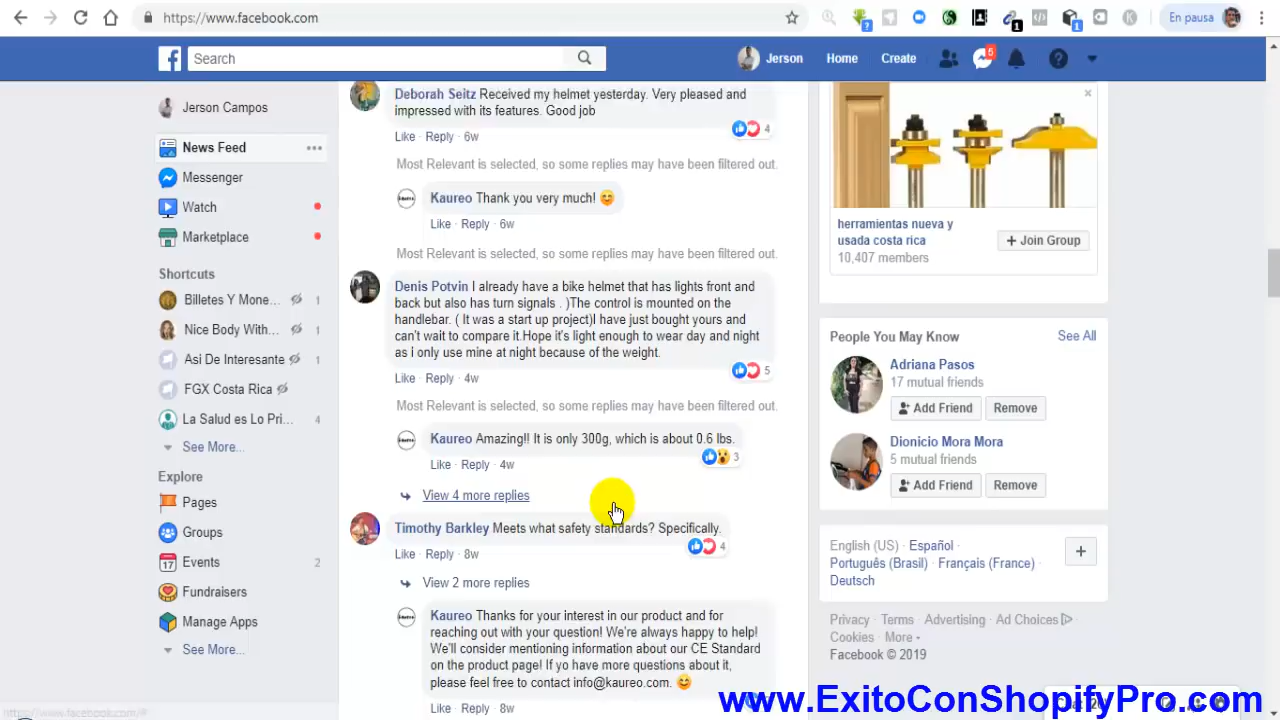 https://www.facebook.com
En pausa
Search
Jerson
Home
Create
5
Jerson Campos
News Feed
Messenger
Watch
Marketplace
Shortcuts
Billetes Y Mone... 1
Nice Body With... 1
Asi De Interesante 1
FGX Costa Rica
La Salud es Lo Pri... 4
See More...
Explore
Pages
Groups
Events 2
Fundraisers
Manage Apps
See More...
Deborah Seitz Received my helmet yesterday. Very pleased and
impressed with its features. Good job
4
Like · Reply · 6w
Most Relevant is selected, so some replies may have been filtered out.
Kaureo Thank you very much! 😊
Like · Reply · 6w
Most Relevant is selected, so some replies may have been filtered out.
Denis Potvin I already have a bike helmet that has lights front and
back but also has turn signals . )The control is mounted on the
handlebar. ( It was a start up project)I have just bought yours and
can't wait to compare it.Hope it's light enough to wear day and night
as I only use mine at night because of the weight.
5
Like · Reply · 4w
Most Relevant is selected, so some replies may have been filtered out.
Kaureo Amazing!! It is only 300g, which is about 0.6 lbs.
3
Like · Reply · 4w
View 4 more replies
Timothy Barkley Meets what safety standards? Specifically.
4
Like · Reply · 8w
View 2 more replies
Kaureo Thanks for your interest in our product and for
reaching out with your question! We're always happy to help!
We'll consider mentioning information about our CE Standard
on the product page! If yo have more questions about it,
please feel free to contact info@kaureo.com. 😊
Like · Reply · 8w
herramientas nueva y
usada costa rica
10,407 members
+ Join Group
People You May Know
See All
Adriana Pasos
17 mutual friends
Add Friend
Remove
Dionicio Mora Mora
5 mutual friends
Add Friend
Remove
English (US) · Español ·
Português (Brasil) · Français (France) ·
Deutsch
Privacy · Terms · Advertising · Ad Choices
Cookies · More
Facebook © 2019
https://www.facebook.com/#
www.ExitoConShopifyPro.com